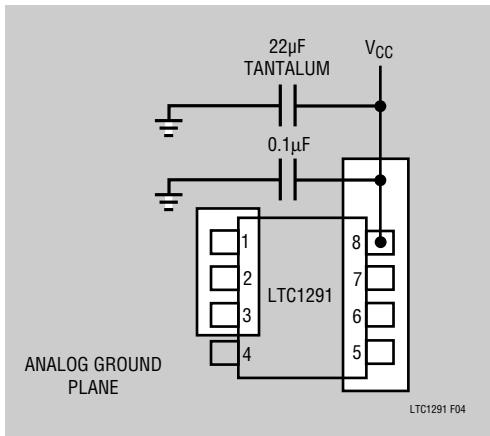 22µF
TANTALUM
VCC
0.1µF
1
2
3
4
LTC1291
8
7
6
5
ANALOG GROUND
PLANE
LTC1291 F04